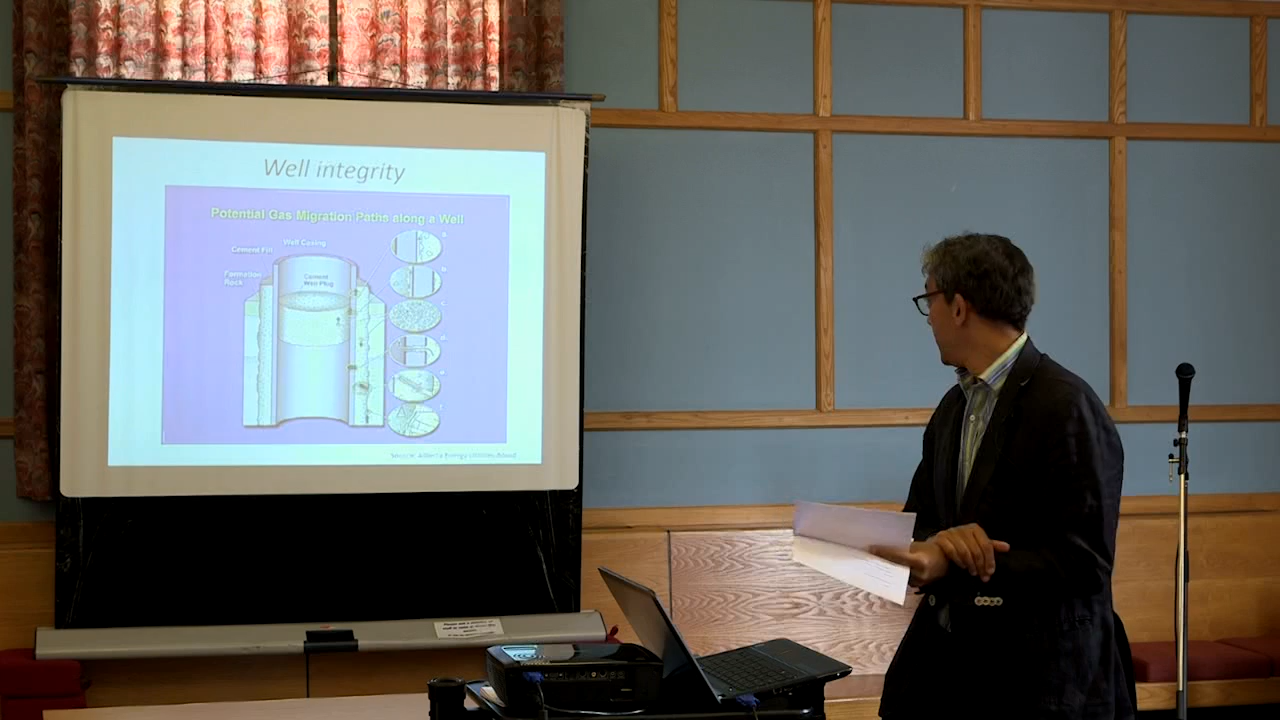 Well integrity
Potential Gas Migration Paths along a Well
Well Casing
Cement Fill
Formation
Rock
Cement
Well Plug
a.
b.
c.
d.
e.
f.
Source: Alberta Energy Utilities Board